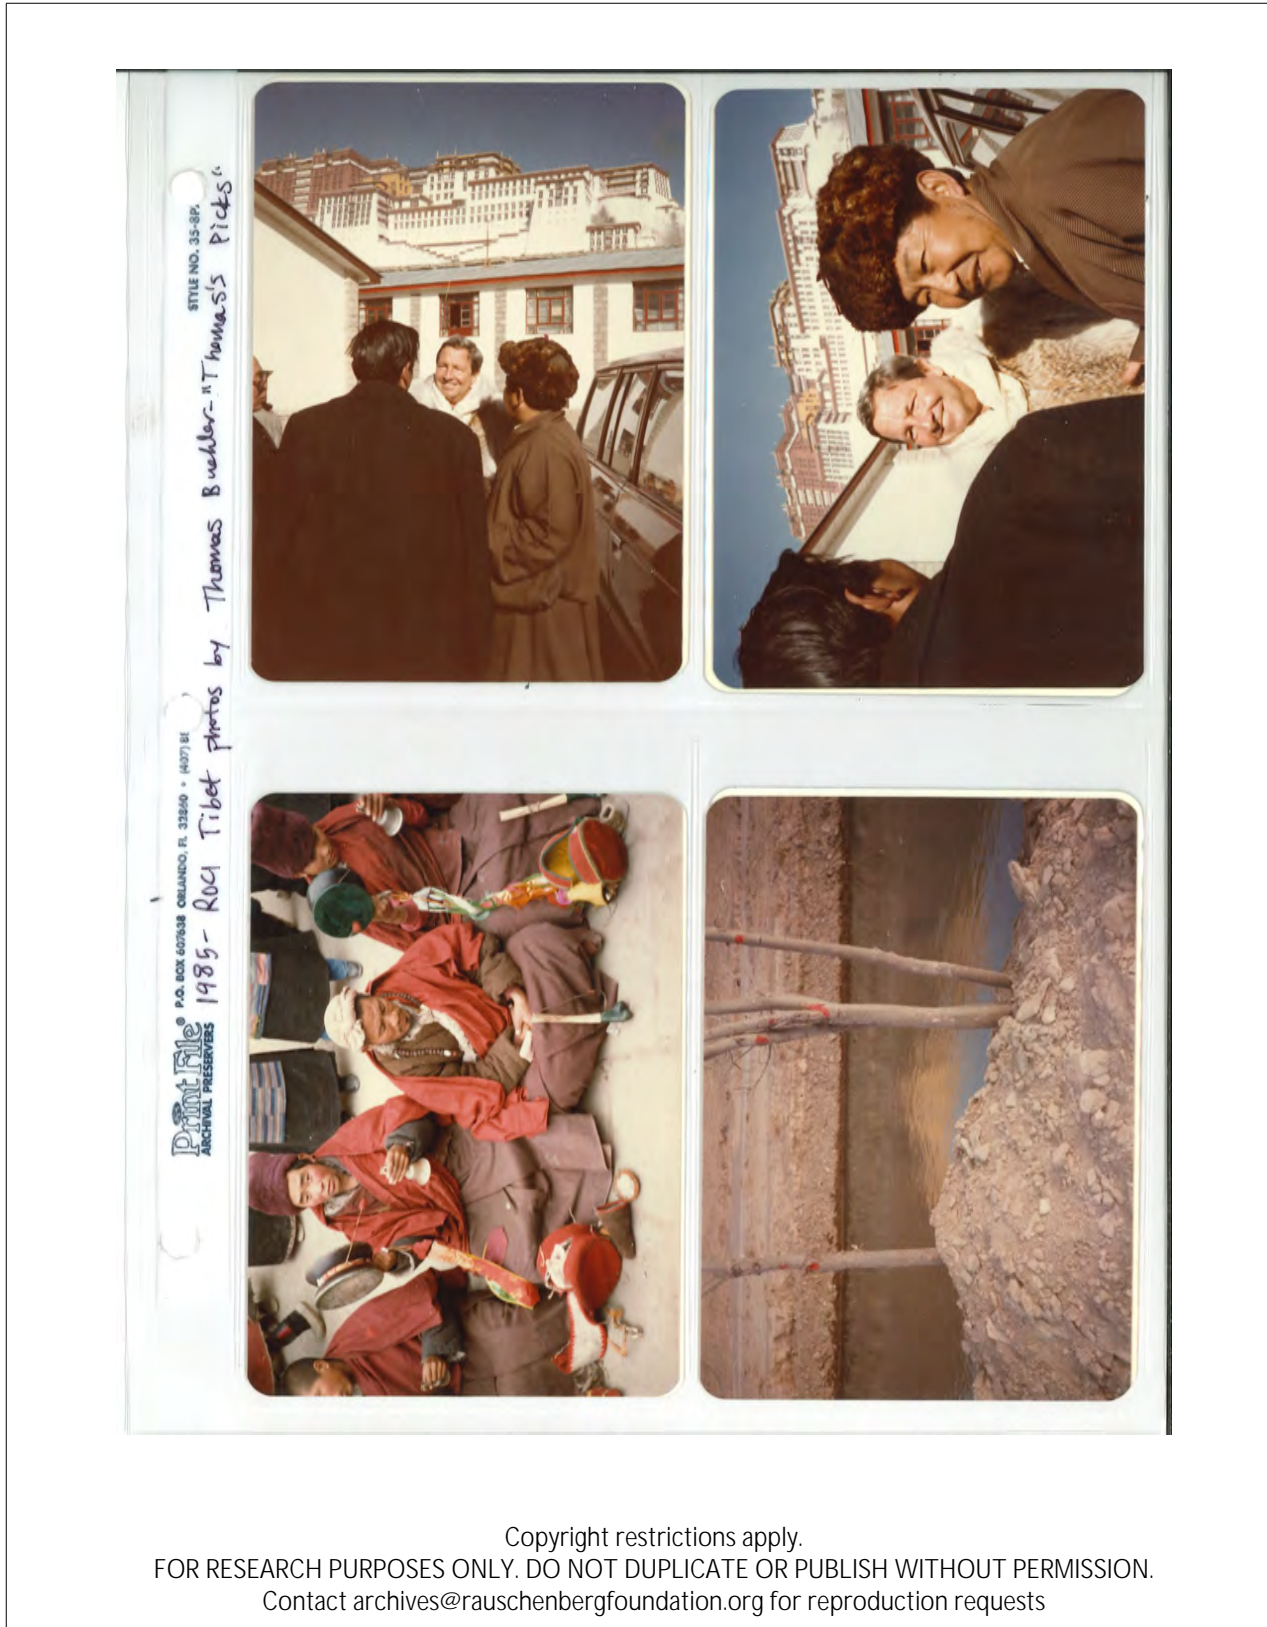 STYLE NO. 35-8P
1985- ROCI Tibet photos by Thomas Buehler- "Thomas's Picks"
Print File® P.O. BOX 607638 ORLANDO, FL 32860 • (407) 88
ARCHIVAL PRESERVERS
Copyright restrictions apply.
FOR RESEARCH PURPOSES ONLY. DO NOT DUPLICATE OR PUBLISH WITHOUT PERMISSION.
Contact archives@rauschenbergfoundation.org for reproduction requests